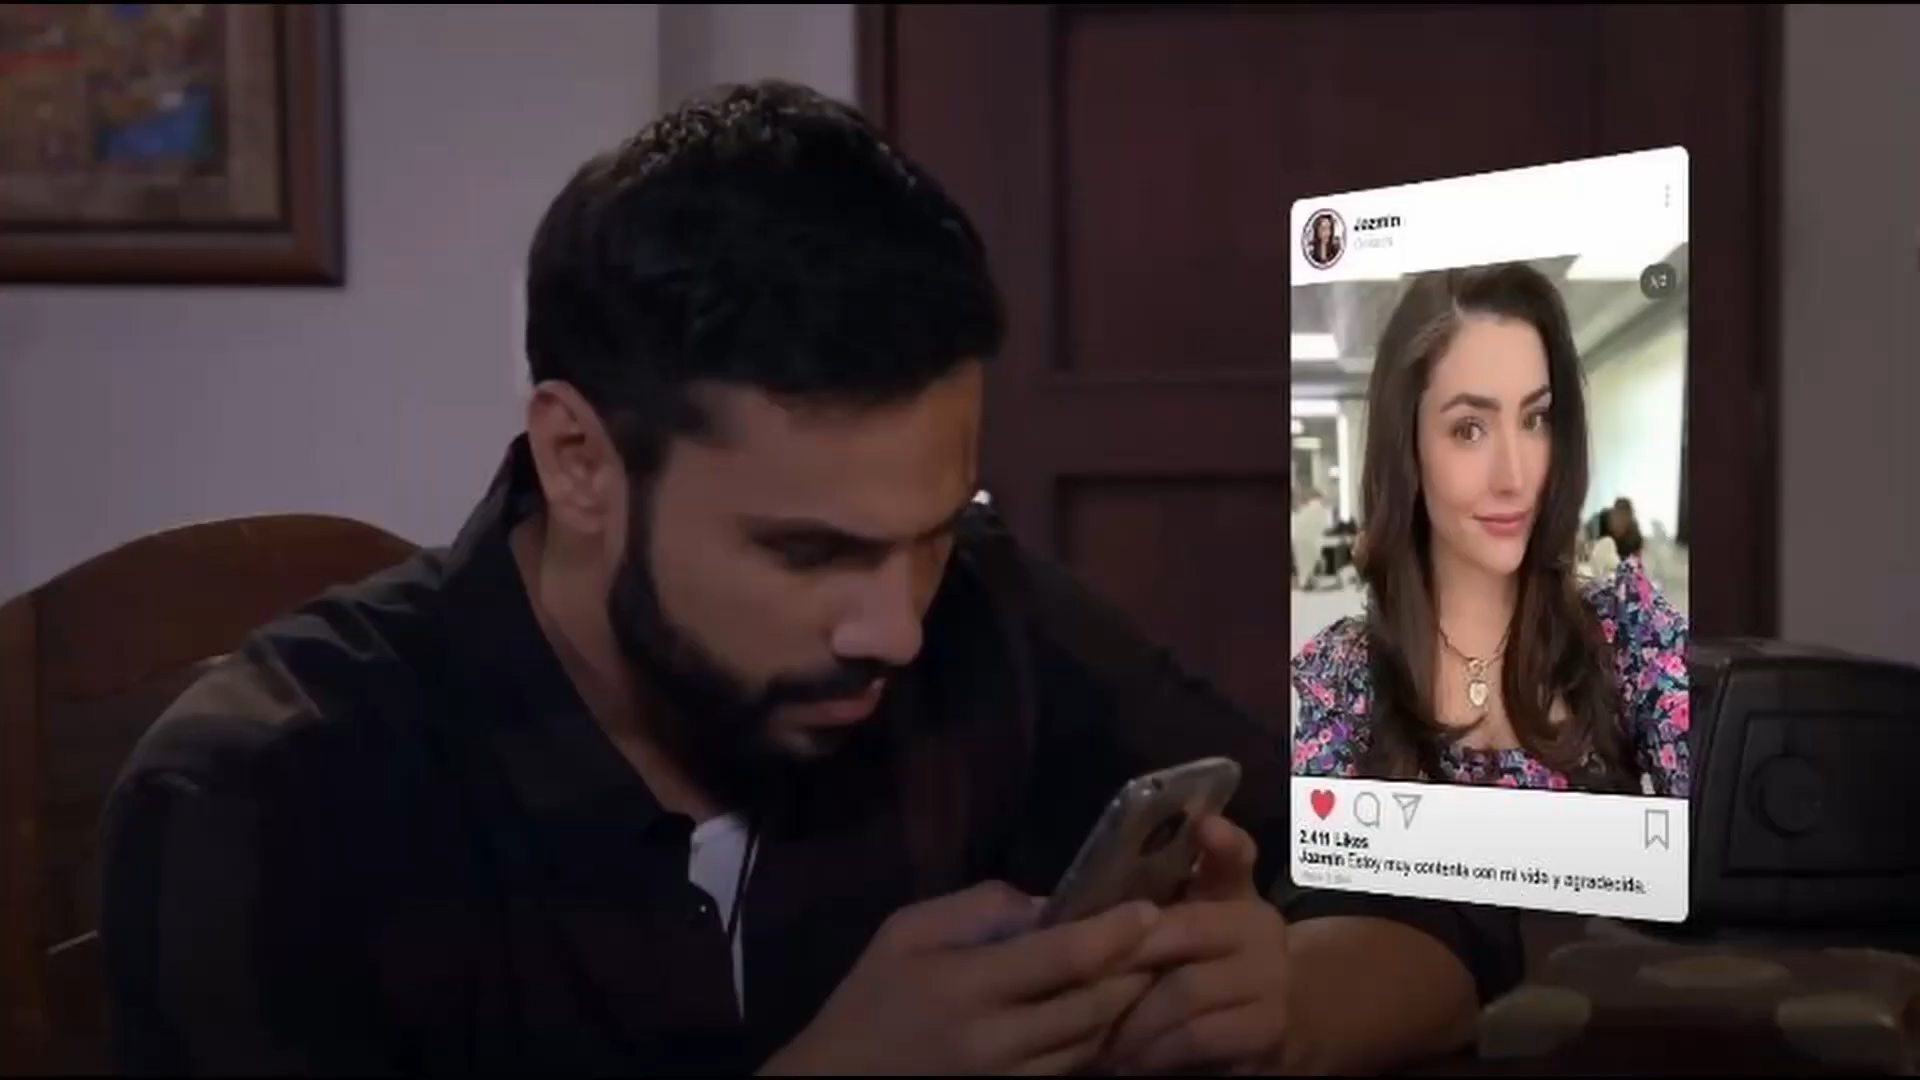 Jazmin
2.411 Likes
Jazmin Estoy muy contenta con mi vida y agradecida.